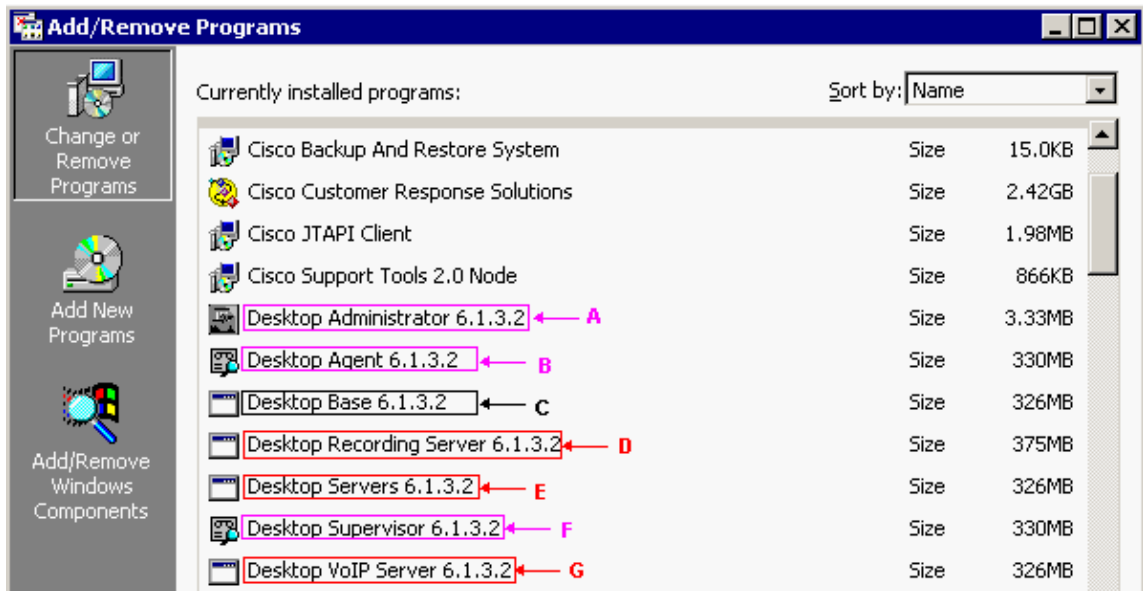 Add/Remove Programs
Change or
Remove
Programs
Add New
Programs
Add/Remove
Windows
Components
Currently installed programs:
Sort by: Name
Cisco Backup And Restore System Size 15.0KB
Cisco Customer Response Solutions Size 2.42GB
Cisco JTAPI Client Size 1.98MB
Cisco Support Tools 2.0 Node Size 866KB
Desktop Administrator 6.1.3.2 A Size 3.33MB
Desktop Agent 6.1.3.2 B Size 330MB
Desktop Base 6.1.3.2 C Size 326MB
Desktop Recording Server 6.1.3.2 D Size 375MB
Desktop Servers 6.1.3.2 E Size 326MB
Desktop Supervisor 6.1.3.2 F Size 330MB
Desktop VoIP Server 6.1.3.2 G Size 326MB